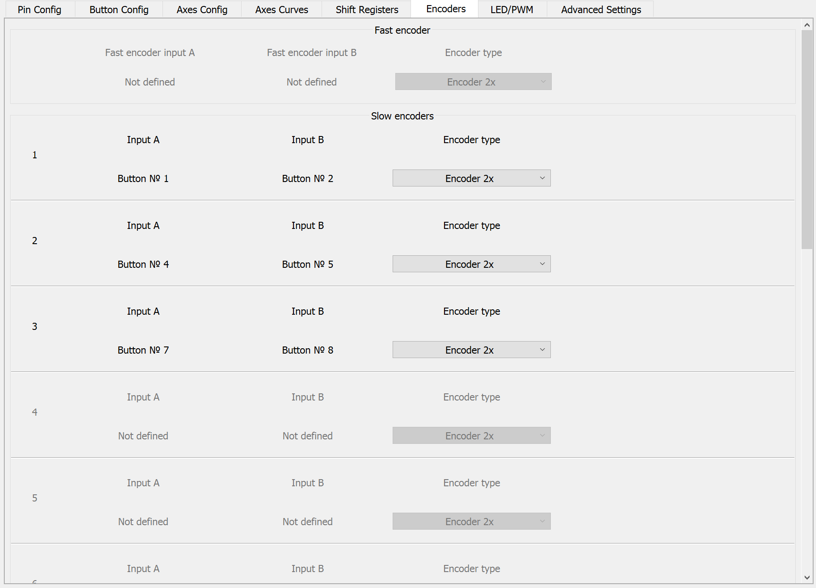 Pin Config Button Config Axes Config Axes Curves Shift Registers Encoders LED/PWM Advanced Settings
Fast encoder
Fast encoder input A Fast encoder input B Encoder type
Not defined Not defined Encoder 2x
Slow encoders
Input A Input B Encoder type
1
Button № 1 Button № 2 Encoder 2x
Input A Input B Encoder type
2
Button № 4 Button № 5 Encoder 2x
Input A Input B Encoder type
3
Button № 7 Button № 8 Encoder 2x
Input A Input B Encoder type
4
Not defined Not defined Encoder 2x
Input A Input B Encoder type
5
Not defined Not defined Encoder 2x
Input A Input B Encoder type